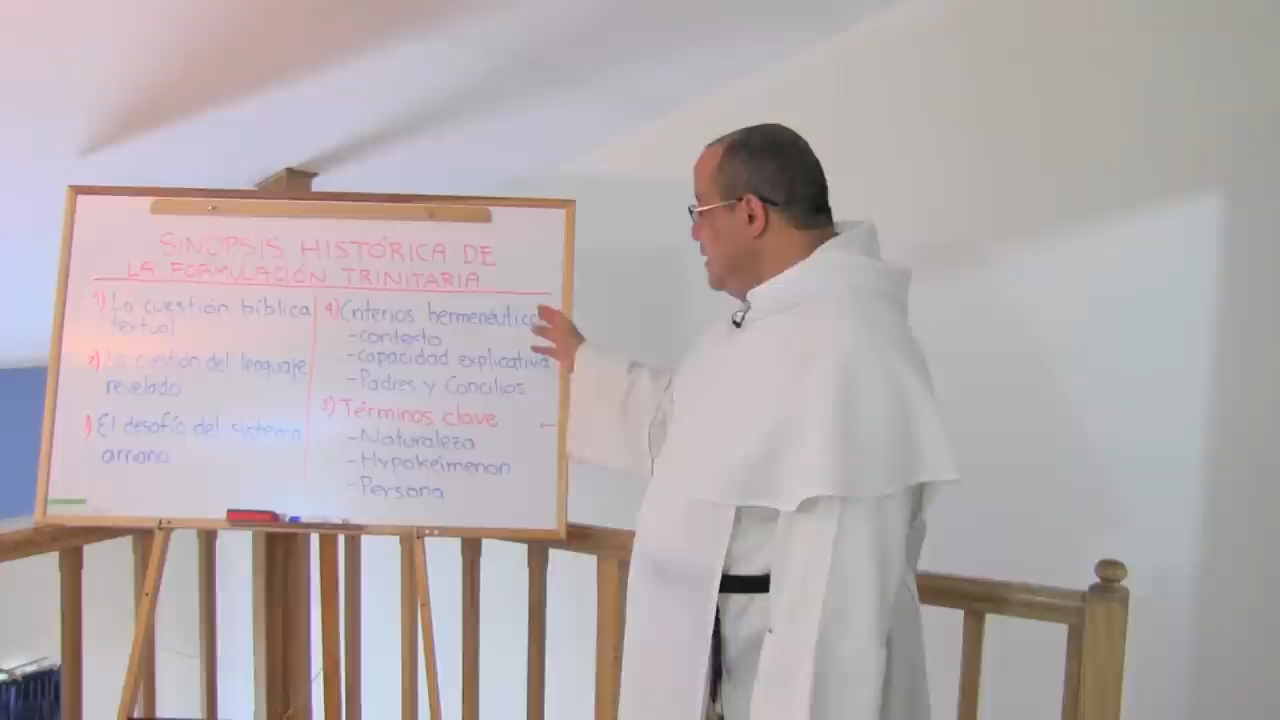 SINOPSIS HISTÓRICA DE
LA FORMULACIÓN TRINITARIA
1) La cuestión bíblica
textual
2) La cuestión del lenguaje
revelado
3) El desafío del sistema
arriano
4) Criterios hermenéutic
- contexto
- capacidad explicativa
- Padres y Concilios
5) Términos clave
- Naturaleza
- Hypokeímenon
- Persona